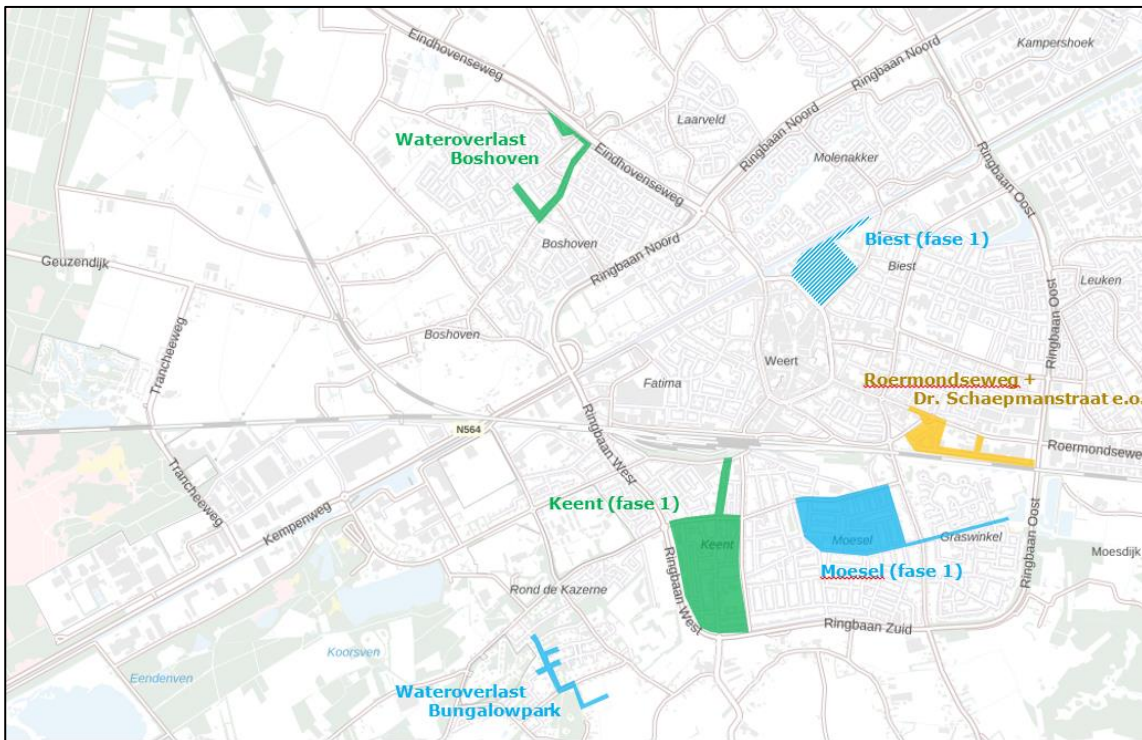 Kampershoek
Eindhovenseweg
Ringbaan Noord
Laarveld
Wateroverlast
Boshoven
Eindhovenseweg
Ringbaan Noord
Molenakker
Ringbaan Oost
Boshoven
Biest (fase 1)
Ringbaan Noord
Biest
Geuzendijk
Leuken
Ringbaan Oost
Trancheeweg
Boshoven
Weert
Fatima
Roermondseweg +
Dr. Schaepmanstraat e.o.
N564
Ringbaan West
Roermondsewe
Trancheeweg
Keent (fase 1)
Kempenweg
Keent
Moesel
Graswinkel
Ringbaan Oost
Moesdijk
Moesel (fase 1)
Rond de Kazerne
Ringbaan West
Ringbaan Zuid
Koorsven
Eendenven
Wateroverlast
Bungalowpark